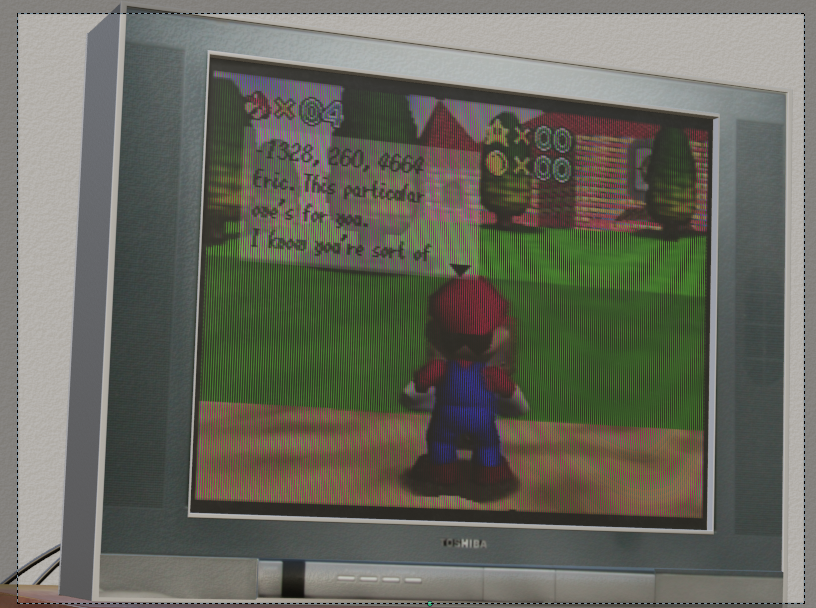 ×04
×00
×00
-1328, 260, 4664
Eric. This particular
one's for you.
I know you're sort of
TOSHIBA